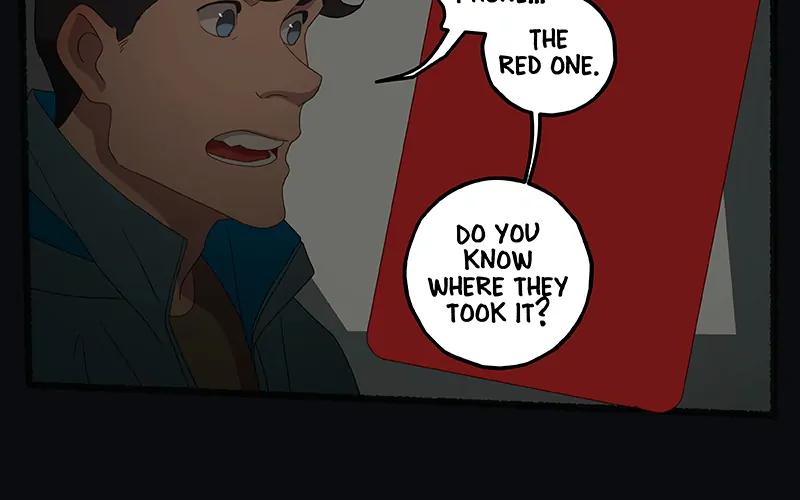 THE
RED ONE.
DO YOU
KNOW
WHERE THEY
TOOK IT?